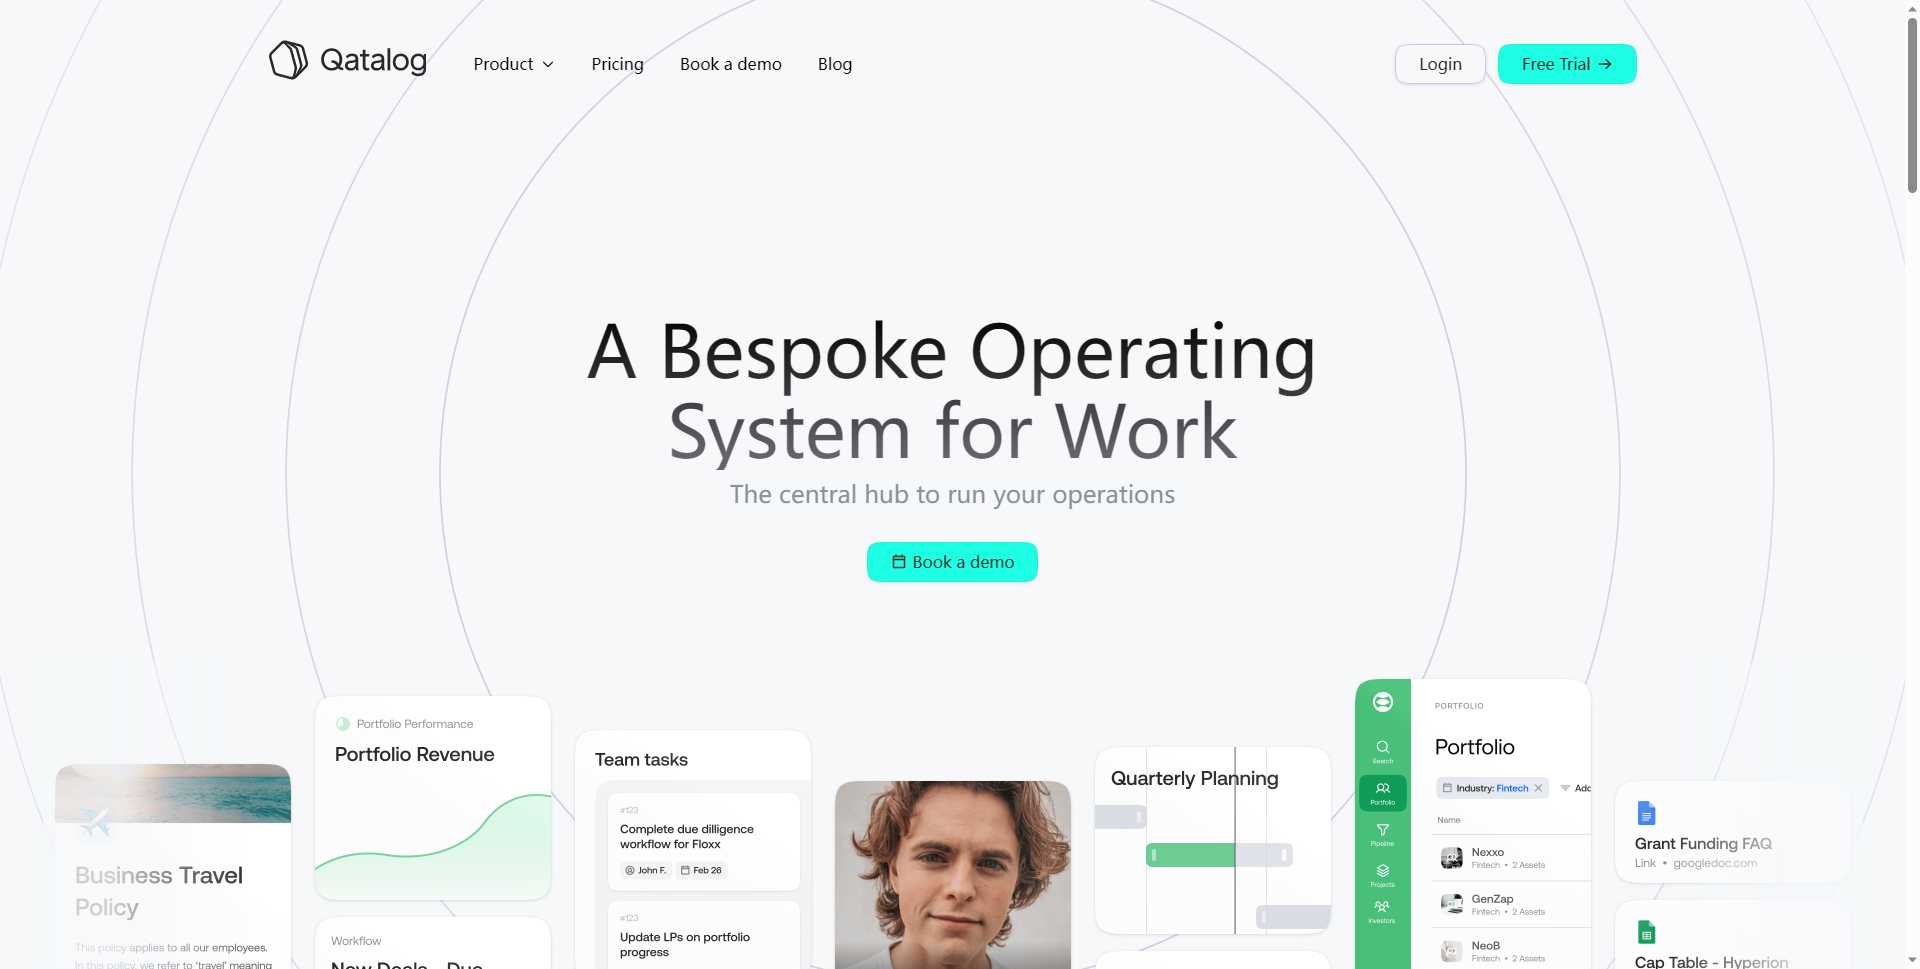 Qatalog
Product
Pricing
Book a demo
Blog
Login
Free Trial
A Bespoke Operating
System for Work
The central hub to run your operations
Book a demo
Business Travel
Policy
This policy applies to all our employees.
In this policy, we refer to 'travel' meaning
Portfolio Performance
Portfolio Revenue
Workflow
New Deals - Due
Team tasks
#123
Complete due dilligence
workflow for Floxx
John F.
Feb 26
#123
Update LPs on portfolio
progress
Quarterly Planning
Search
Portfolio
Pipeline
Projects
Investors
PORTFOLIO
Portfolio
Industry: Fintech
Add
Name
Nexxo
Fintech • 2 Assets
GenZap
Fintech • 2 Assets
NeoB
Fintech • 2 Assets
Grant Funding FAQ
Link • googledoc.com
Cap Table - Hyperion